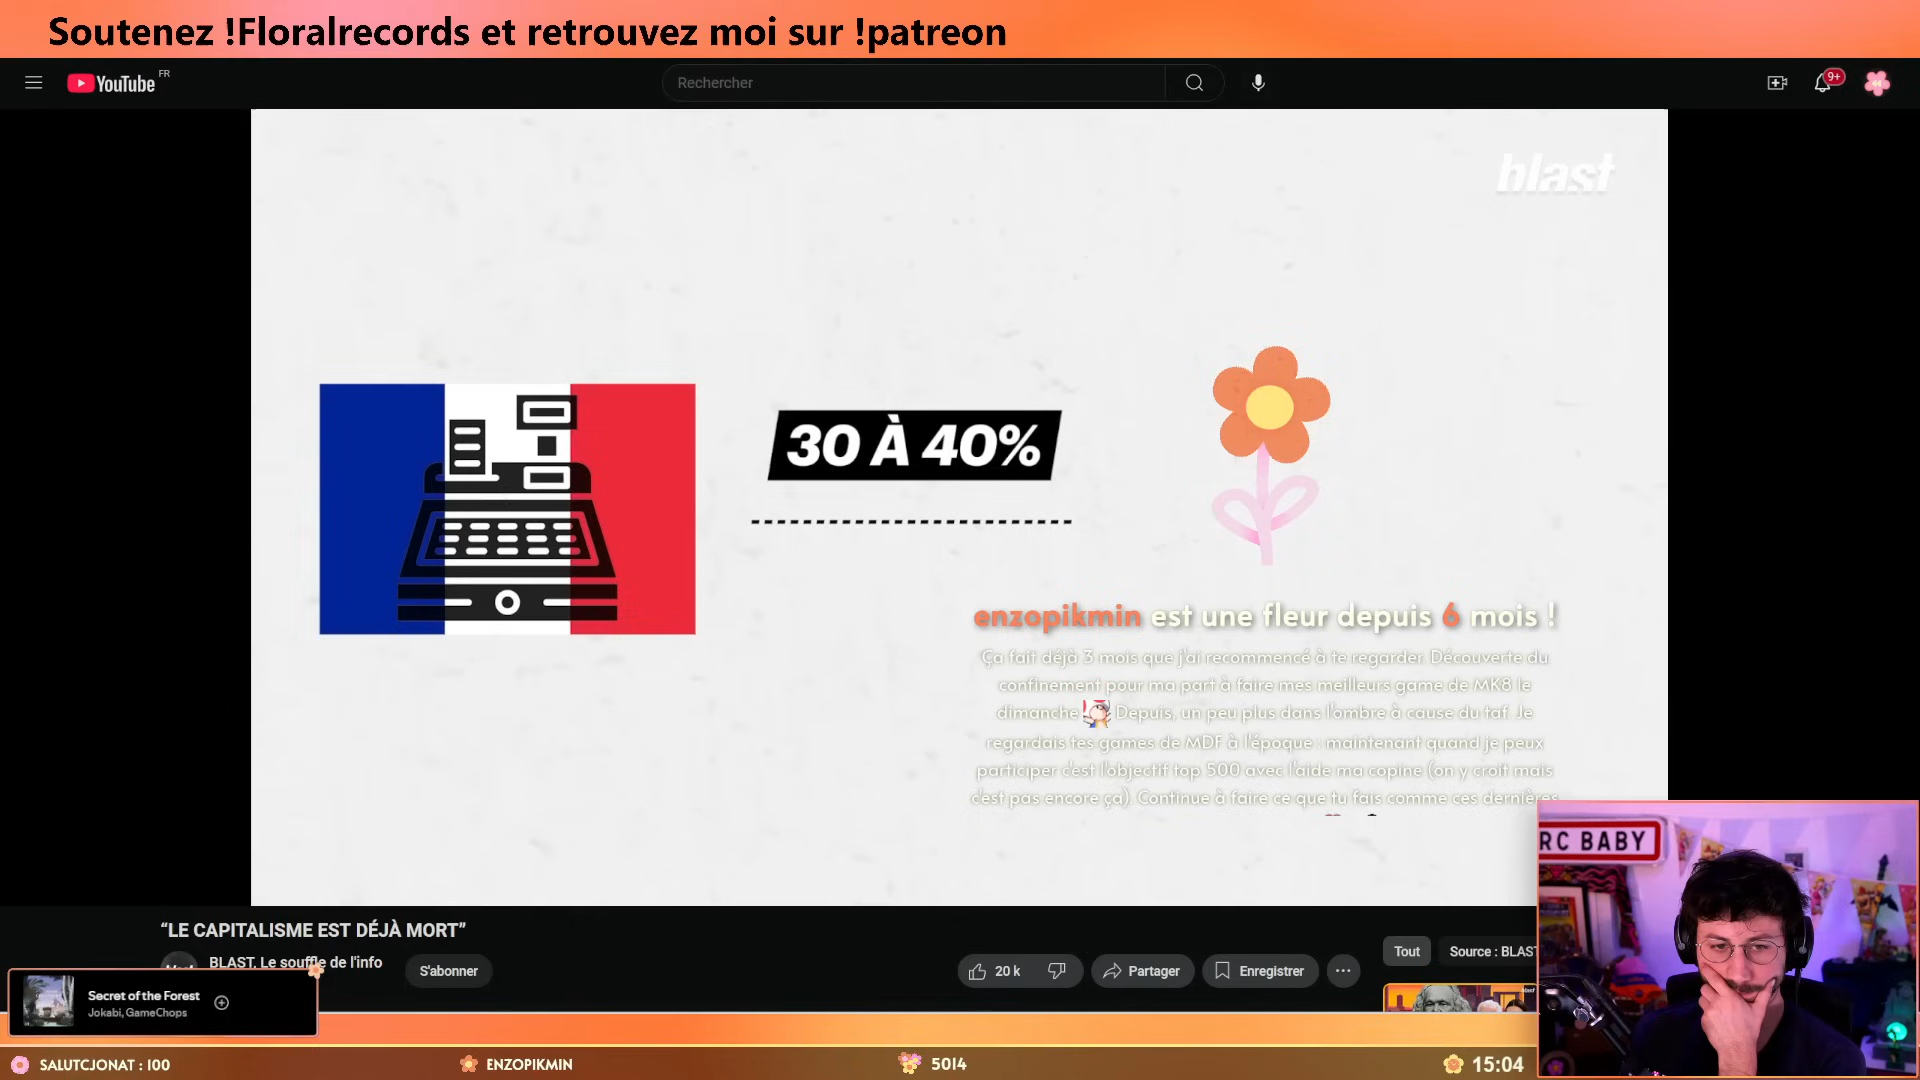 Soutenez !Floralrecords et retrouvez moi sur !patreon
YouTube FR
Rechercher
9+
blast
30 À 40%
enzopikmin est une fleur depuis 6 mois !
Ça fait déjà 3 mois que j'ai recommencé à te regarder. Découverte du
confinement pour ma part à faire mes meilleurs game de MK8 le
dimanche Depuis, un peu plus dans l'ombre à cause du taf. Je
regardais tes games de MDF à l'époque : maintenant quand je peux
participer c'est l'objectif top 500 avec l'aide ma copine (on y croit mais
c'est pas encore ça). Continue à faire ce que tu fais comme ces dernières
RC BABY
“LE CAPITALISME EST DÉJÀ MORT”
BLAST, Le souffle de l'info
S'abonner
20 k
Partager
Enregistrer
Tout
Source : BLAST
Secret of the Forest
Jokabi, GameChops
SALUTCJONAT : 100
ENZOPIKMIN
5014
15:04